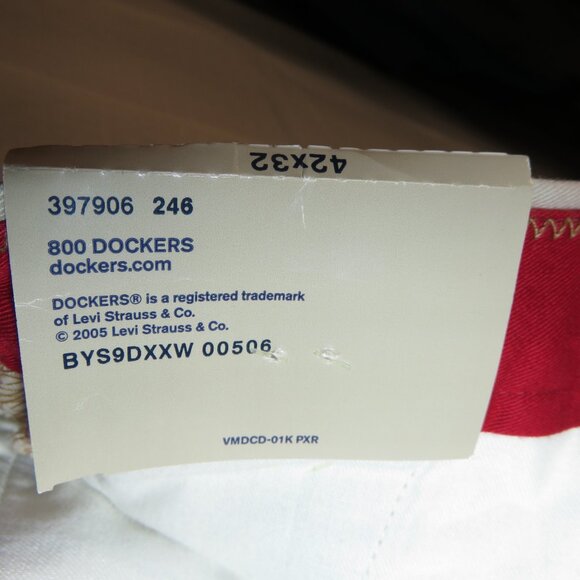 42x32
397906 246
800 DOCKERS
dockers.com
DOCKERS® is a registered trademark
of Levi Strauss & Co.
© 2005 Levi Strauss & Co.
BYS9DXXW 00506
VMDCD-01K PXR